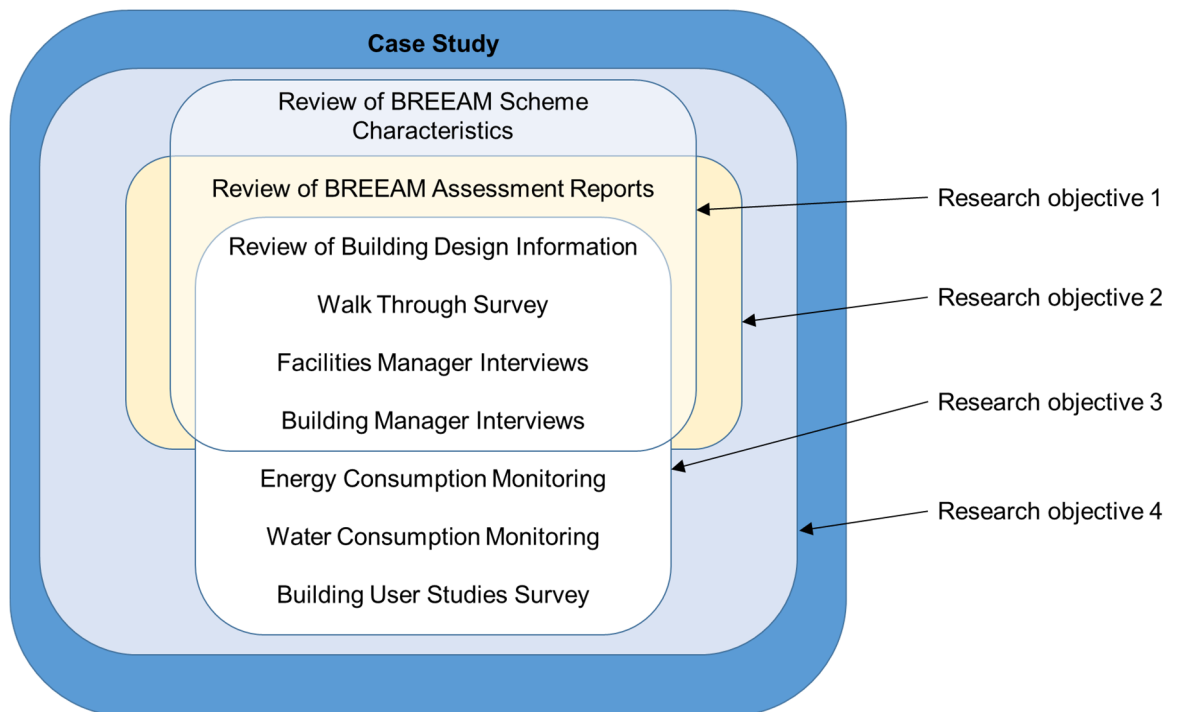 Case Study
Review of BREEAM Scheme
Characteristics
Review of BREEAM Assessment Reports
Review of Building Design Information
Walk Through Survey
Facilities Manager Interviews
Building Manager Interviews
Energy Consumption Monitoring
Water Consumption Monitoring
Building User Studies Survey
Research objective 1
Research objective 2
Research objective 3
Research objective 4